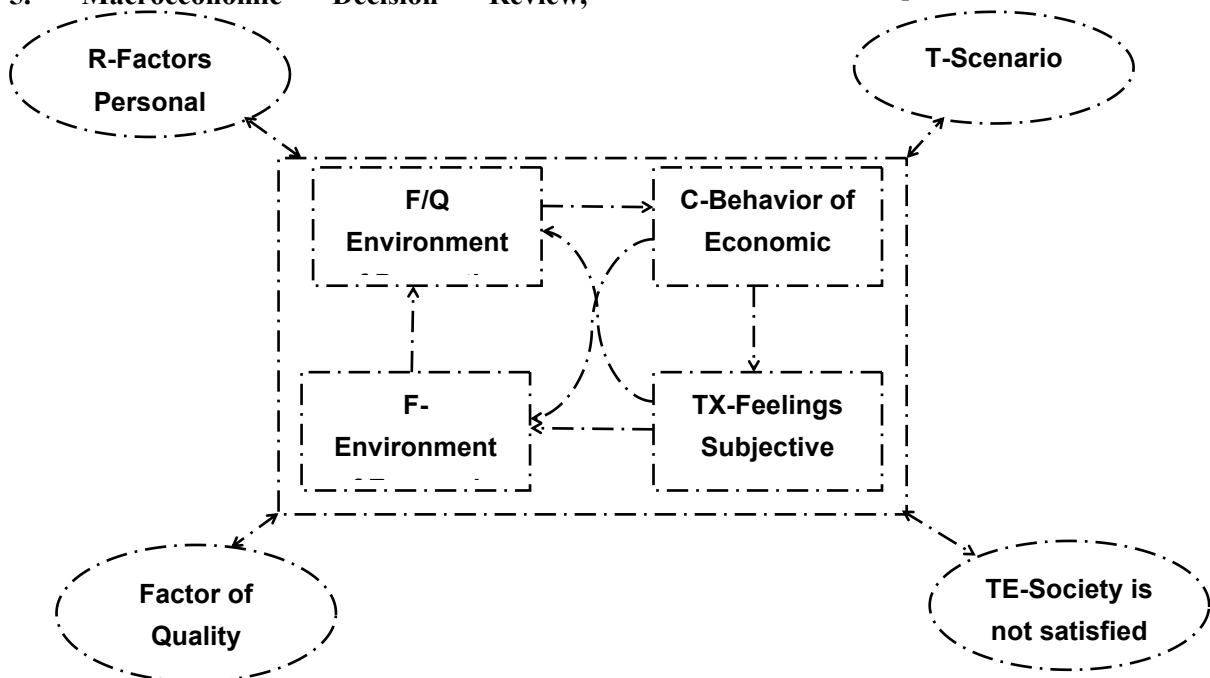 5. Macroeconomic Decision Review,
R-Factors
Personal
T-Scenario
F/Q
Environment
C-Behavior of
Economic
F-
Environment
TX-Feelings
Subjective
Factor of
Quality
TE-Society is
not satisfied